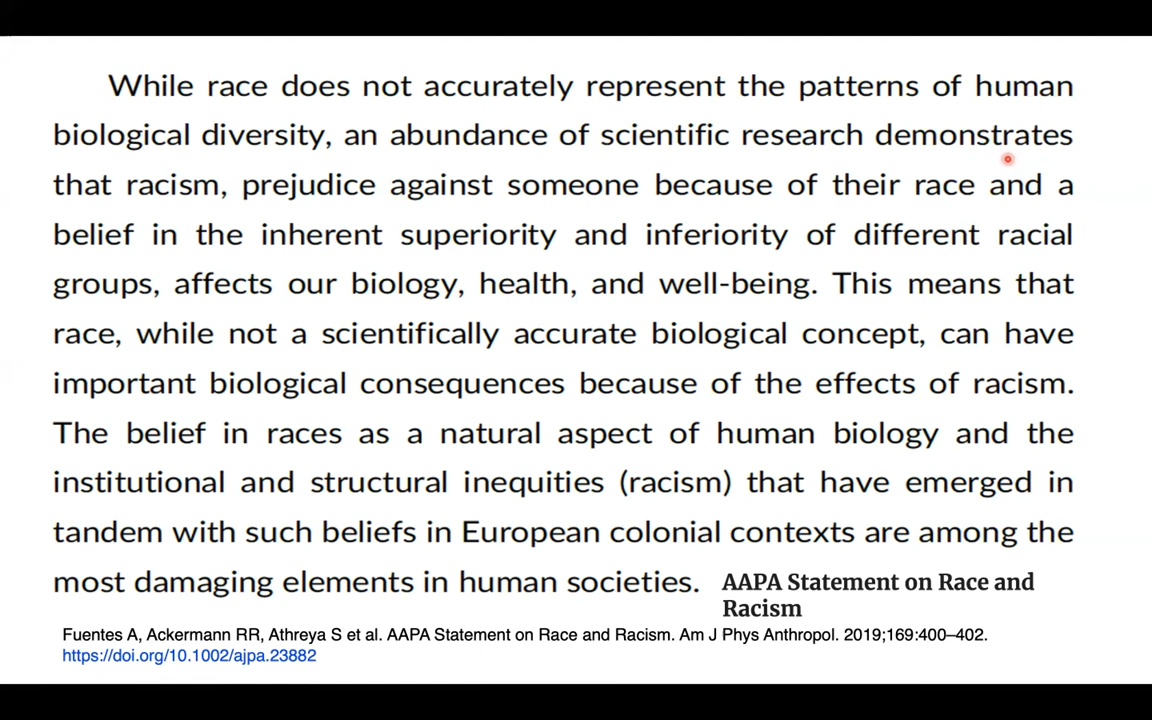 While race does not accurately represent the patterns of human
biological diversity, an abundance of scientific research demonstrates
that racism, prejudice against someone because of their race and a
belief in the inherent superiority and inferiority of different racial
groups, affects our biology, health, and well-being. This means that
race, while not a scientifically accurate biological concept, can have
important biological consequences because of the effects of racism.
The belief in races as a natural aspect of human biology and the
institutional and structural inequities (racism) that have emerged in
tandem with such beliefs in European colonial contexts are among the
most damaging elements in human societies.
AAPA Statement on Race and
Racism
Fuentes A, Ackermann RR, Athreya S et al. AAPA Statement on Race and Racism. Am J Phys Anthropol. 2019;169:400–402.
https://doi.org/10.1002/ajpa.23882